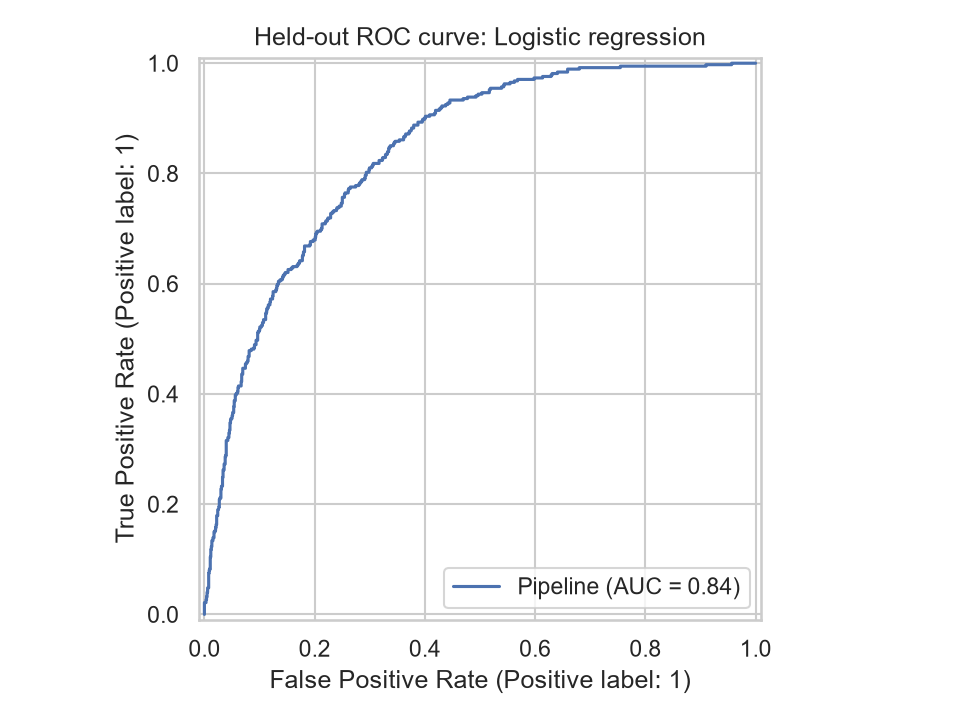 Held-out ROC curve: Logistic regression
True Positive Rate (Positive label: 1)
1.0
0.8
0.6
0.4
0.2
0.0
Pipeline (AUC = 0.84)
0.0 0.2 0.4 0.6 0.8 1.0
False Positive Rate (Positive label: 1)